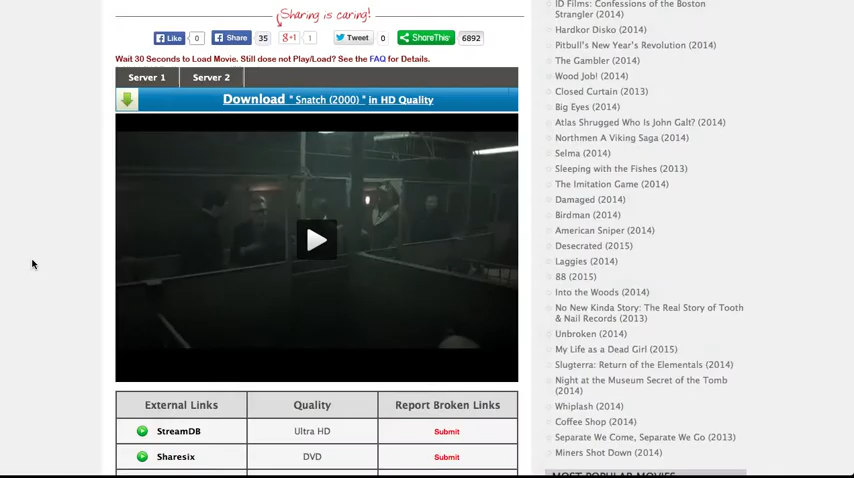 Sharing is caring!
Like 0 Share 35 g+1 1 Tweet 0 ShareThis 6892
Wait 30 Seconds to Load Movie. Still dose not Play/Load? See the FAQ for Details.
Server 1 Server 2
Download " Snatch (2000) " in HD Quality
External Links Quality Report Broken Links
StreamDB Ultra HD Submit
Sharesix DVD Submit
ID Films: Confessions of the Boston
Strangler (2014)
Hardkor Disko (2014)
Pitbull's New Year's Revolution (2014)
The Gambler (2014)
Wood Job! (2014)
Closed Curtain (2013)
Big Eyes (2014)
Atlas Shrugged Who Is John Galt? (2014)
Northmen A Viking Saga (2014)
Selma (2014)
Sleeping with the Fishes (2013)
The Imitation Game (2014)
Damaged (2014)
Birdman (2014)
American Sniper (2014)
Desecrated (2015)
Laggies (2014)
88 (2015)
Into the Woods (2014)
No New Kinda Story: The Real Story of Tooth
& Nail Records (2013)
Unbroken (2014)
My Life as a Dead Girl (2015)
Slugterra: Return of the Elementals (2014)
Night at the Museum Secret of the Tomb
(2014)
Whiplash (2014)
Coffee Shop (2014)
Separate We Come, Separate We Go (2013)
Miners Shot Down (2014)
MOST POPULAR MOVIES